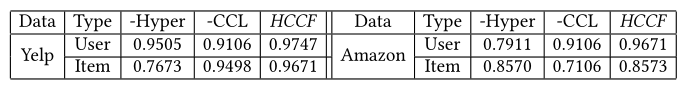 Data Type -Hyper -CCL HCCF Data Type -Hyper -CCL HCCF
Yelp User 0.9505 0.9106 0.9747 Amazon User 0.7911 0.9106 0.9671
Item 0.7673 0.9498 0.9671 Item 0.8570 0.7106 0.8573